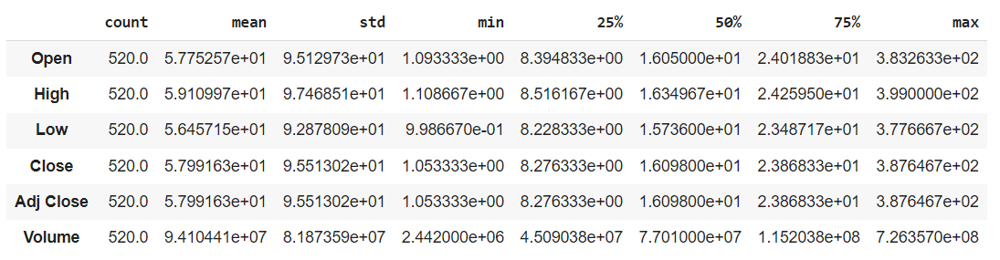 count mean std min 25% 50% 75% max
Open 520.0 5.775257e+01 9.512973e+01 1.093333e+00 8.394833e+00 1.605000e+01 2.401883e+01 3.832633e+02
High 520.0 5.910997e+01 9.746851e+01 1.108667e+00 8.516167e+00 1.634967e+01 2.425950e+01 3.990000e+02
Low 520.0 5.645715e+01 9.287809e+01 9.986670e-01 8.228333e+00 1.573600e+01 2.348717e+01 3.776667e+02
Close 520.0 5.799163e+01 9.551302e+01 1.053333e+00 8.276333e+00 1.609800e+01 2.386833e+01 3.876467e+02
Adj Close 520.0 5.799163e+01 9.551302e+01 1.053333e+00 8.276333e+00 1.609800e+01 2.386833e+01 3.876467e+02
Volume 520.0 9.410441e+07 8.187359e+07 2.442000e+06 4.509038e+07 7.701000e+07 1.152038e+08 7.263570e+08